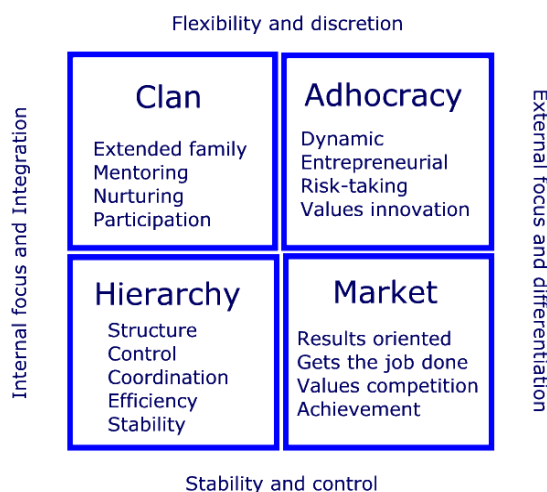 Flexibility and discretion
Internal focus and Integration
Clan
Extended family
Mentoring
Nurturing
Participation
Adhocracy
Dynamic
Entrepreneurial
Risk-taking
Values innovation
External focus and differentiation
Hierarchy
Structure
Control
Coordination
Efficiency
Stability
Market
Results oriented
Gets the job done
Values competition
Achievement
Stability and control